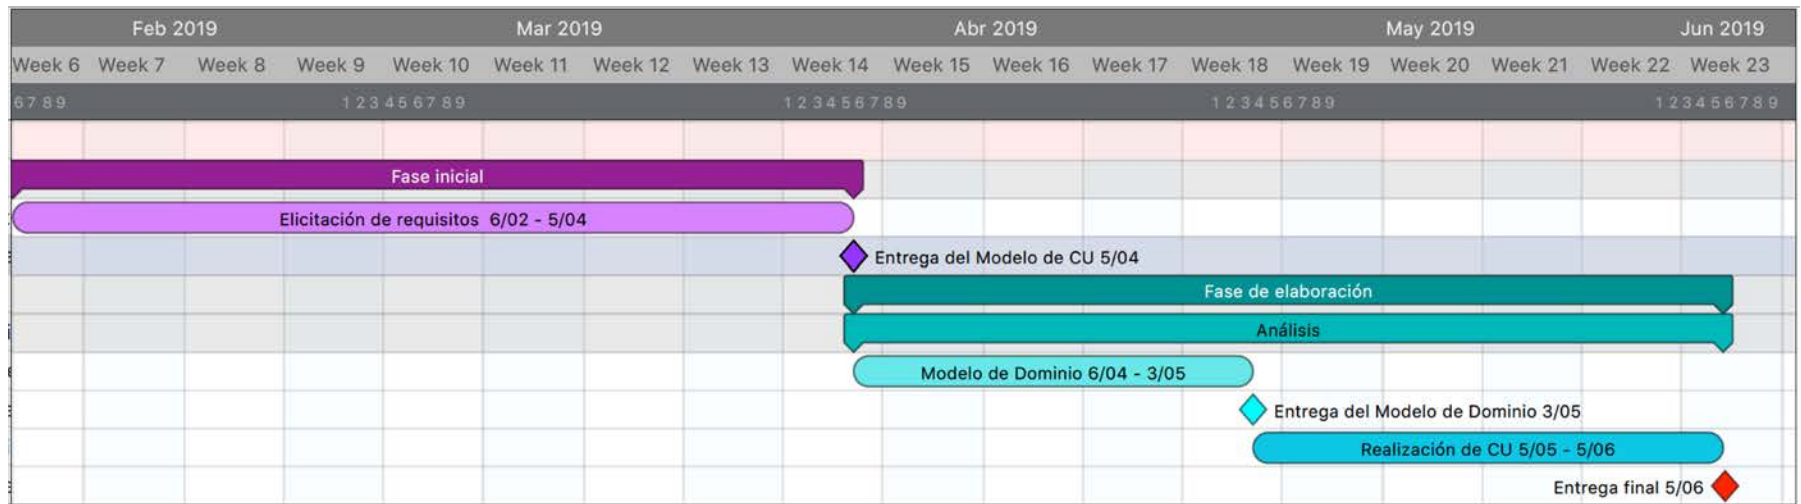 Feb 2019 Mar 2019 Abr 2019 May 2019 Jun 2019
Week 6 Week 7 Week 8 Week 9 Week 10 Week 11 Week 12 Week 13 Week 14 Week 15 Week 16 Week 17 Week 18 Week 19 Week 20 Week 21 Week 22 Week 23
6 7 8 9 1 2 3 4 5 6 7 8 9 1 2 3 4 5 6 7 8 9 1 2 3 4 5 6 7 8 9 1 2 3 4 5 6 7 8 9
Fase inicial
Elicitación de requisitos 6/02 - 5/04
Entrega del Modelo de CU 5/04
Fase de elaboración
Análisis
Modelo de Dominio 6/04 - 3/05
Entrega del Modelo de Dominio 3/05
Realización de CU 5/05 - 5/06
Entrega final 5/06